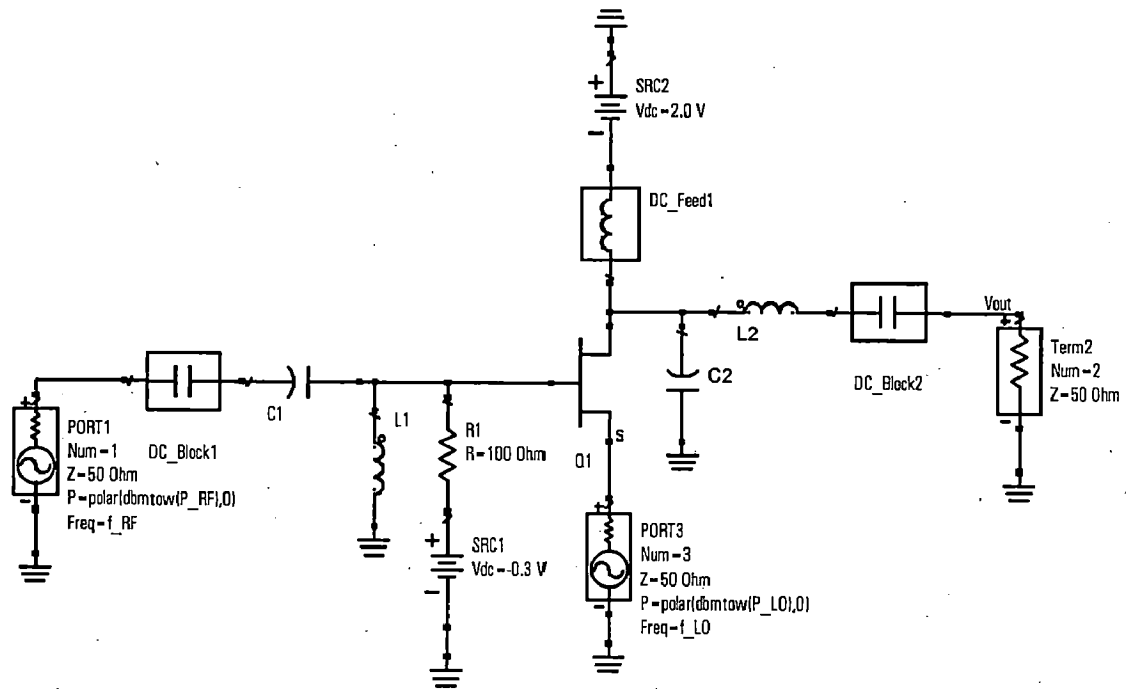 +
SRC2
Vdc=2.0 V
−
DC_Feed1
L2
Vout
+
Term2
Num=2
Z=50 Ohm
−
DC_Block2
C2
+
PORT1
Num=1
Z=50 Ohm
P=polar(dbmtow(P_RF),0)
Freq=f_RF
−
DC_Block1
C1
L1
R1
R=100 Ohm
Q1
S
+
SRC1
Vdc=-0.3 V
−
+
PORT3
Num=3
Z=50 Ohm
P=polar(dbmtow(P_LO),0)
Freq=f_LO
−